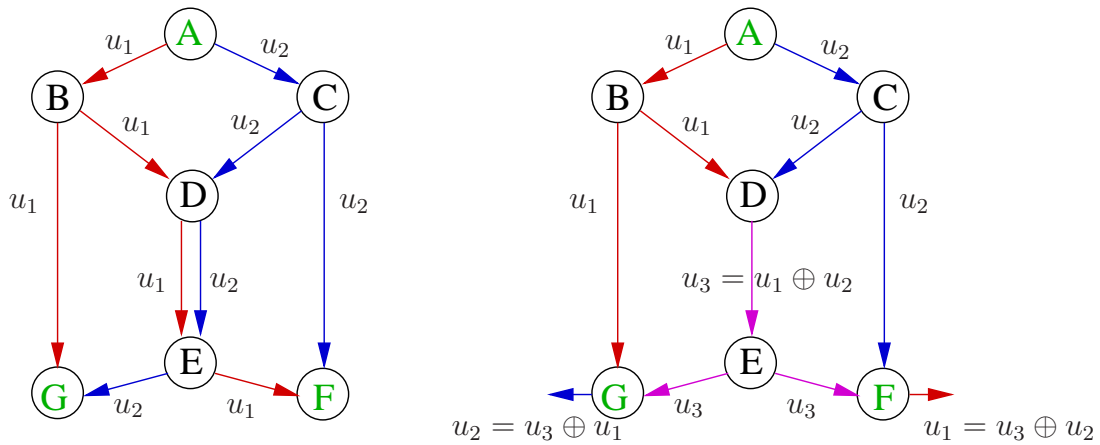 A
u₁
u₂
B
C
u₁
u₂
D
u₁
u₂
u₁
u₂
E
G
F
u₂
u₁
A
u₁
u₂
B
C
u₁
u₂
D
u₁
u₂
u₃ = u₁ ⊕ u₂
E
G
F
u₃
u₃
u₂ = u₃ ⊕ u₁
u₁ = u₃ ⊕ u₂